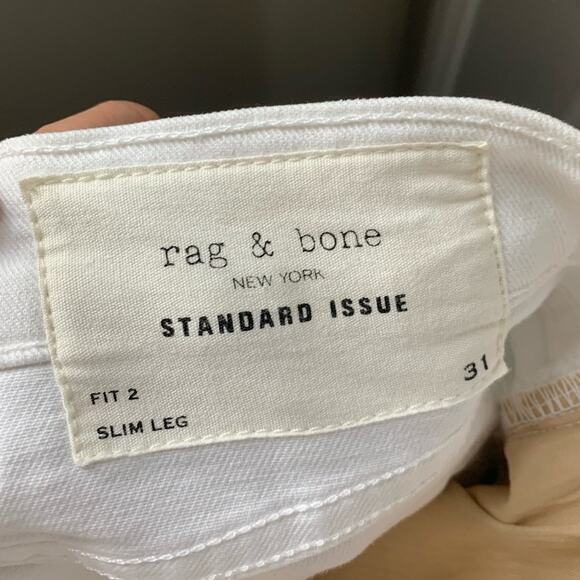 rag & bone
NEW YORK
STANDARD ISSUE
FIT 2
SLIM LEG
31